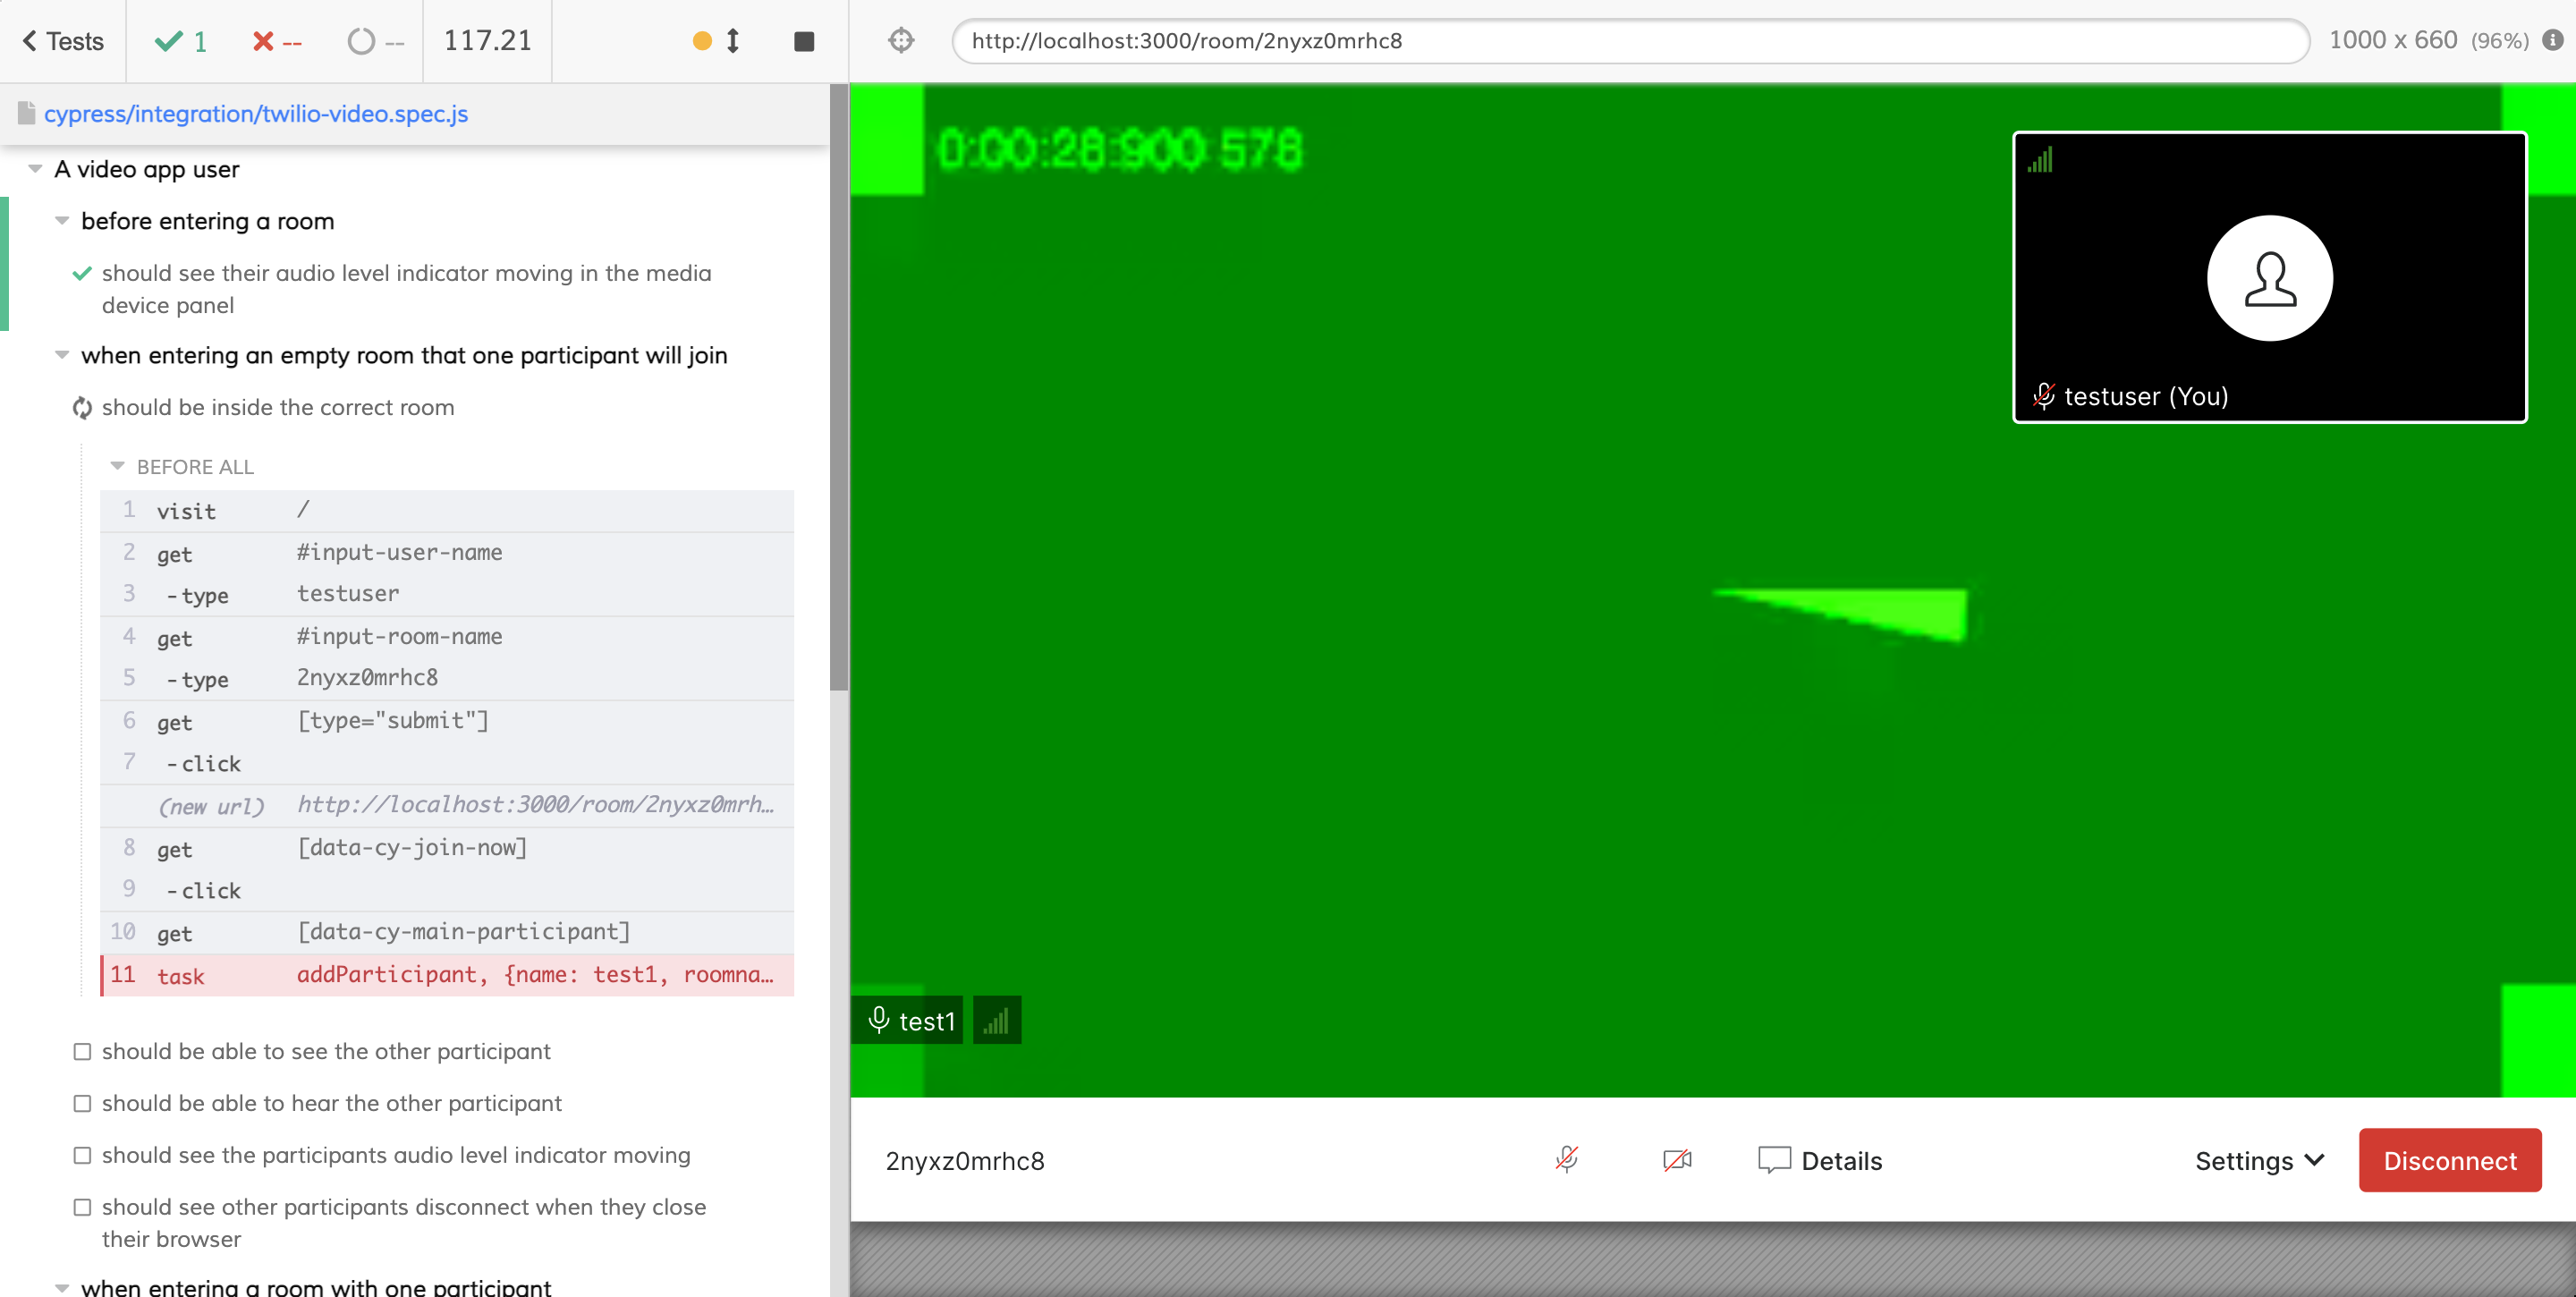 Tests
1
--
--
117.21
http://localhost:3000/room/2nyxz0mrhc8
1000 x 660 (96%)
cypress/integration/twilio-video.spec.js
A video app user
before entering a room
should see their audio level indicator moving in the media
device panel
when entering an empty room that one participant will join
should be inside the correct room
BEFORE ALL
1 visit /
2 get #input-user-name
3 -type testuser
4 get #input-room-name
5 -type 2nyxz0mrhc8
6 get [type="submit"]
7 -click
(new url) http://localhost:3000/room/2nyxz0mrh…
8 get [data-cy-join-now]
9 -click
10 get [data-cy-main-participant]
11 task addParticipant, {name: test1, roomna…
should be able to see the other participant
should be able to hear the other participant
should see the participants audio level indicator moving
should see other participants disconnect when they close
their browser
when entering a room with one participant
0:00:28:900 578
testuser (You)
test1
2nyxz0mrhc8
Details
Settings
Disconnect